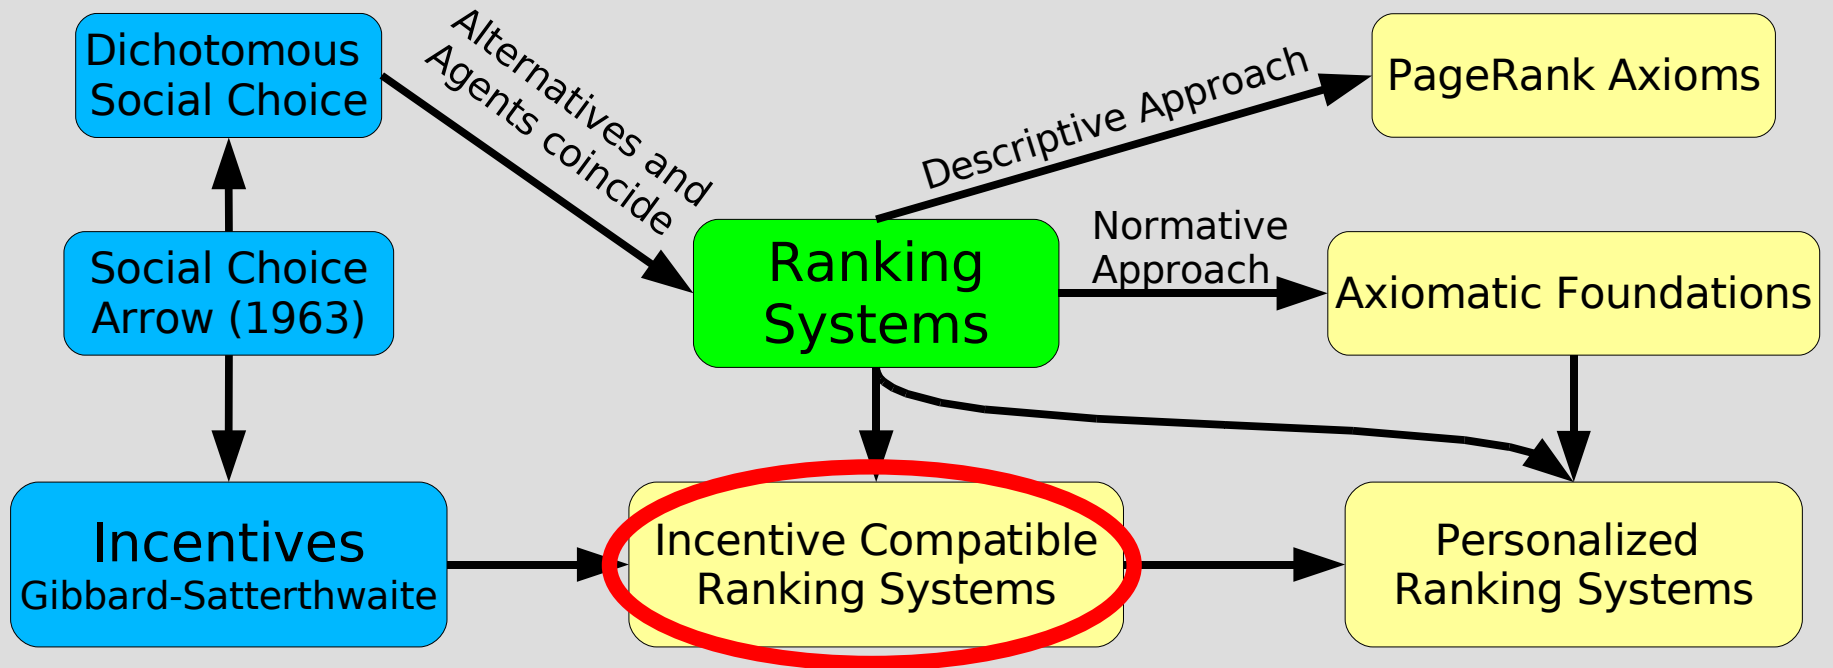 Dichotomous
Social Choice
Alternatives and
Agents coincide
Descriptive Approach
PageRank Axioms
Social Choice
Arrow (1963)
Ranking
Systems
Normative
Approach
Axiomatic Foundations
Incentives
Gibbard-Satterthwaite
Incentive Compatible
Ranking Systems
Personalized
Ranking Systems